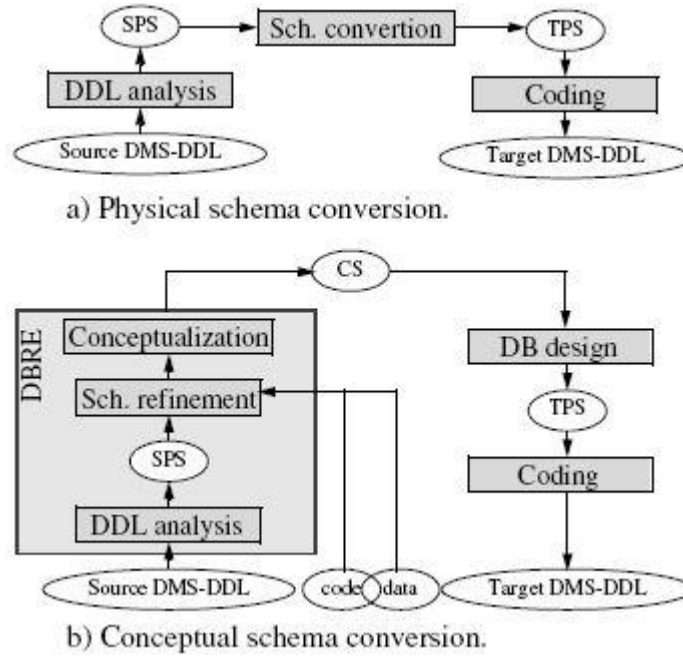 SPS
Sch. convertion
TPS
DDL analysis
Coding
Source DMS-DDL
Target DMS-DDL
a) Physical schema conversion.
CS
DBRE
Conceptualization
DB design
Sch. refinement
TPS
SPS
Coding
DDL analysis
Source DMS-DDL
code
data
Target DMS-DDL
b) Conceptual schema conversion.